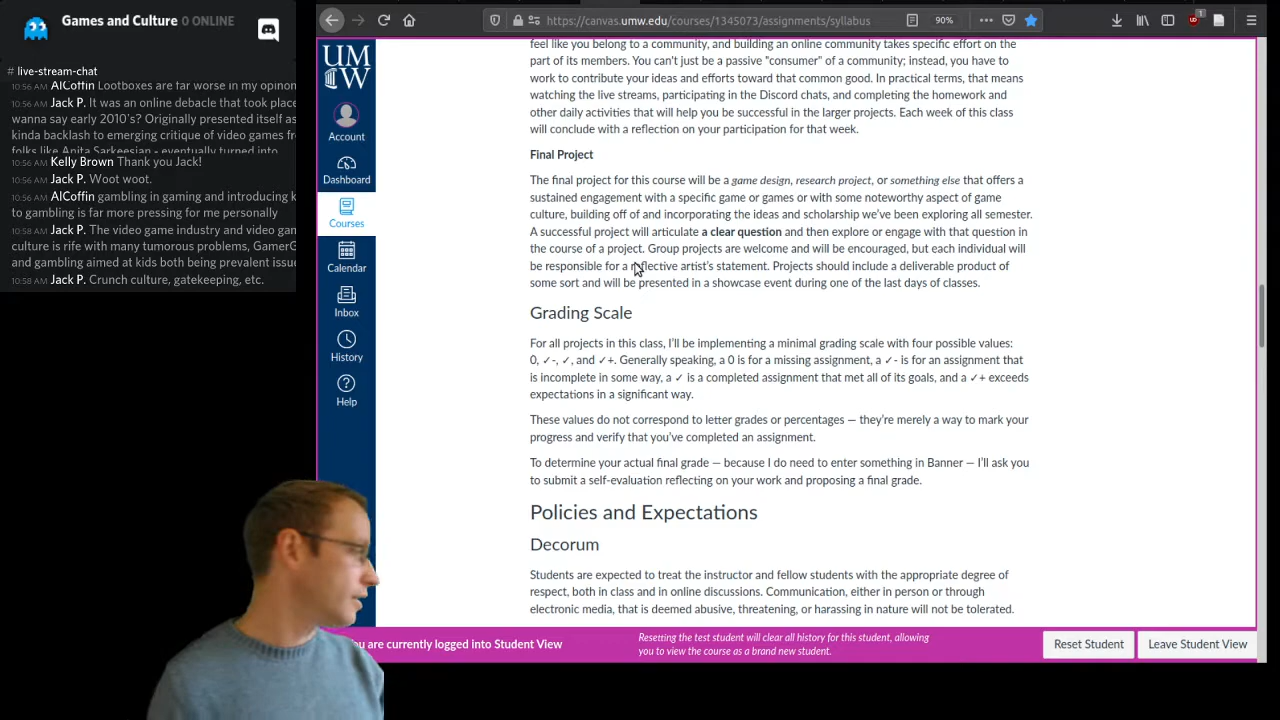 Games and Culture 0 ONLINE
# live-stream-chat
10:56 AM AlCoffin Lootboxes are far worse in my opinon
10:56 AM Jack P. It was an online debacle that took place
wanna say early 2010's? Originally presented itself as
kinda backlash to emerging critique of video games fr
folks like Anita Sarkeesian - eventually turned into
10:56 AM Kelly Brown Thank you Jack!
10:56 AM Jack P. Woot woot.
10:56 AM AlCoffin gambling in gaming and introducing k
to gambling is far more pressing for me personally
10:58 AM Jack P. The video game industry and video ga
culture is rife with many tumorous problems, GamerG
and gambling aimed at kids both being prevalent issue
10:58 AM Jack P. Crunch culture, gatekeeping, etc.
https://canvas.umw.edu/courses/1345073/assignments/syllabus
90%
1
UM
W
Account
Dashboard
Courses
Calendar
Inbox
History
Help
feel like you belong to a community, and building an online community takes specific effort on the
part of its members. You can't just be a passive "consumer" of a community; instead, you have to
work to contribute your ideas and efforts toward that common good. In practical terms, that means
watching the live streams, participating in the Discord chats, and completing the homework and
other daily activities that will help you be successful in the larger projects. Each week of this class
will conclude with a reflection on your participation for that week.
Final Project
The final project for this course will be a game design, research project, or something else that offers a
sustained engagement with a specific game or games or with some noteworthy aspect of game
culture, building off of and incorporating the ideas and scholarship we've been exploring all semester.
A successful project will articulate a clear question and then explore or engage with that question in
the course of a project. Group projects are welcome and will be encouraged, but each individual will
be responsible for a reflective artist's statement. Projects should include a deliverable product of
some sort and will be presented in a showcase event during one of the last days of classes.
Grading Scale
For all projects in this class, I'll be implementing a minimal grading scale with four possible values:
0, ✓-, ✓, and ✓+. Generally speaking, a 0 is for a missing assignment, a ✓- is for an assignment that
is incomplete in some way, a ✓ is a completed assignment that met all of its goals, and a ✓+ exceeds
expectations in a significant way.
These values do not correspond to letter grades or percentages — they're merely a way to mark your
progress and verify that you've completed an assignment.
To determine your actual final grade — because I do need to enter something in Banner — I'll ask you
to submit a self-evaluation reflecting on your work and proposing a final grade.
Policies and Expectations
Decorum
Students are expected to treat the instructor and fellow students with the appropriate degree of
respect, both in class and in online discussions. Communication, either in person or through
electronic media, that is deemed abusive, threatening, or harassing in nature will not be tolerated.
ou are currently logged into Student View
Resetting the test student will clear all history for this student, allowing
you to view the course as a brand new student.
Reset Student
Leave Student View